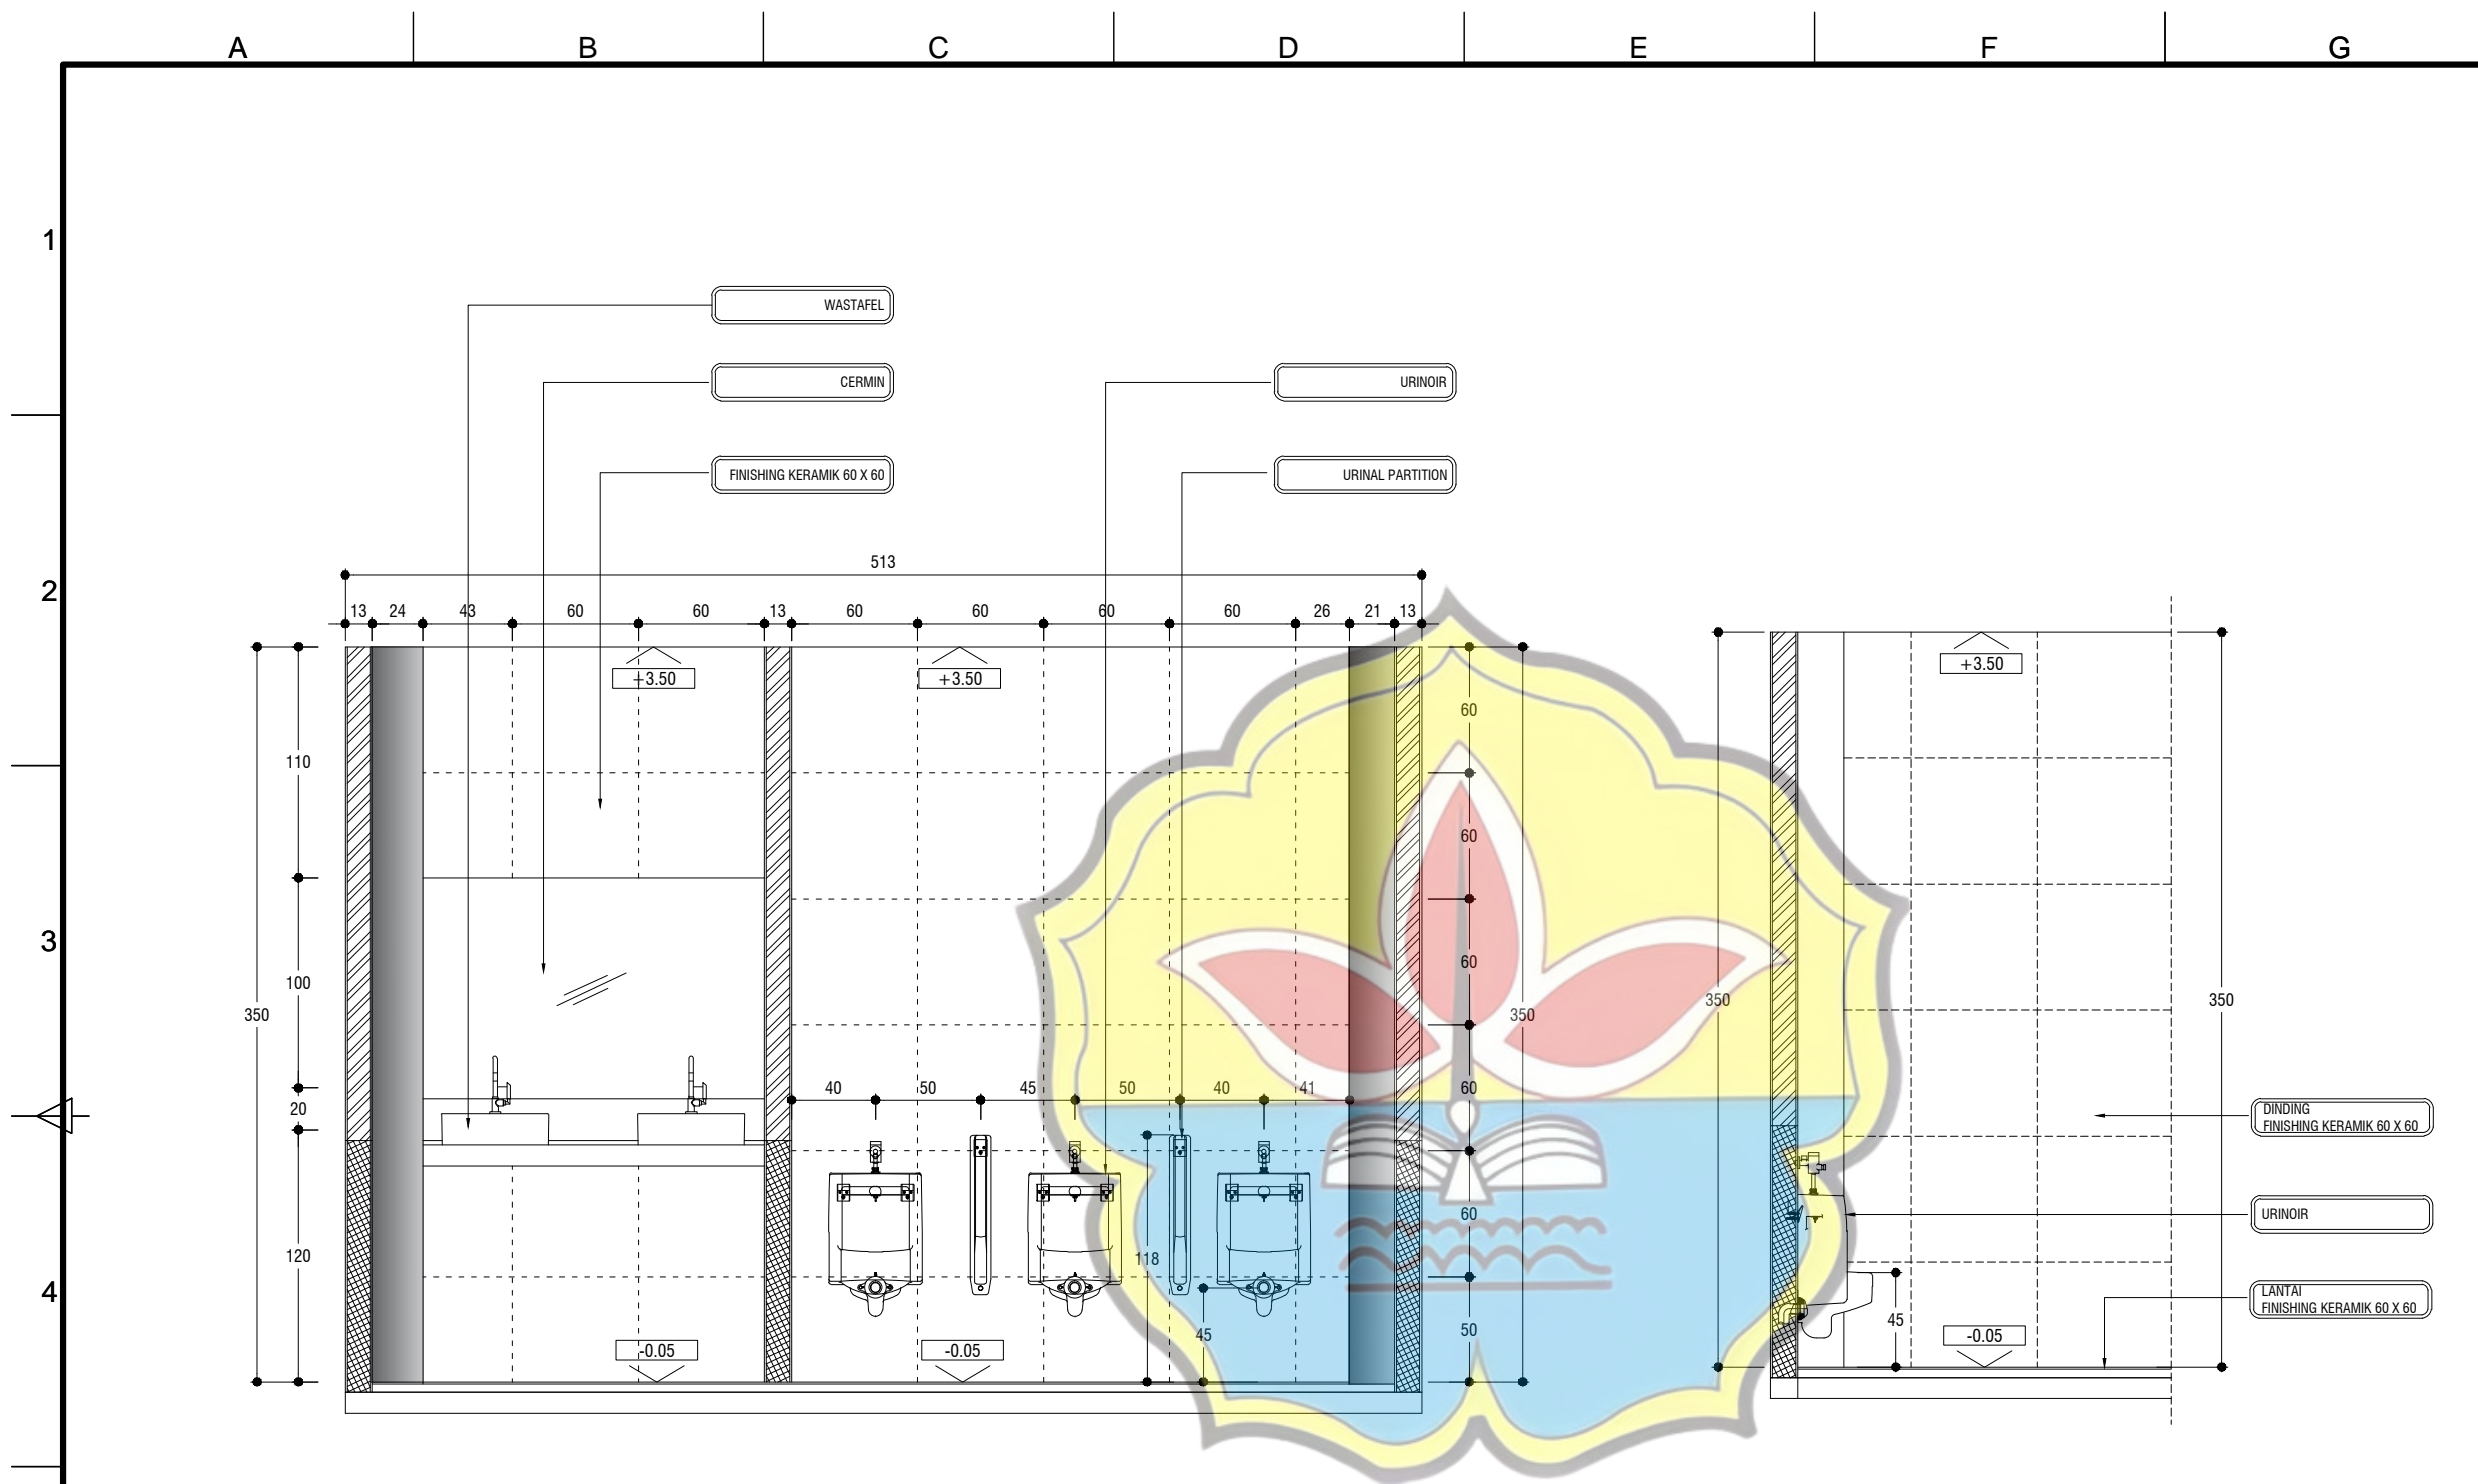 A B C D E F G
1
WASTAFEL
CERMIN
URINOIR
FINISHING KERAMIK 60 X 60
URINAL PARTITION
513
2
13 24 43 60 60 13 60 60 60 60 26 21 13
+3.50 +3.50 +3.50
60
110
60
3
60
100
350 350 350 350
60
40 50 45 50 40 41
20
DINDING
FINISHING KERAMIK 60 X 60
60
URINOIR
120
118
4
LANTAI
FINISHING KERAMIK 60 X 60
45
50
45
-0.05 -0.05 -0.05